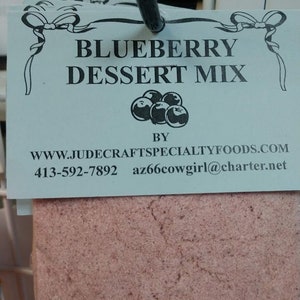 BLUEBERRY
DESSERT MIX
BY
WWW.JUDECRAFTSPECIALTYFOODS.COM
413-592-7892 az66cowgirl@charter.net